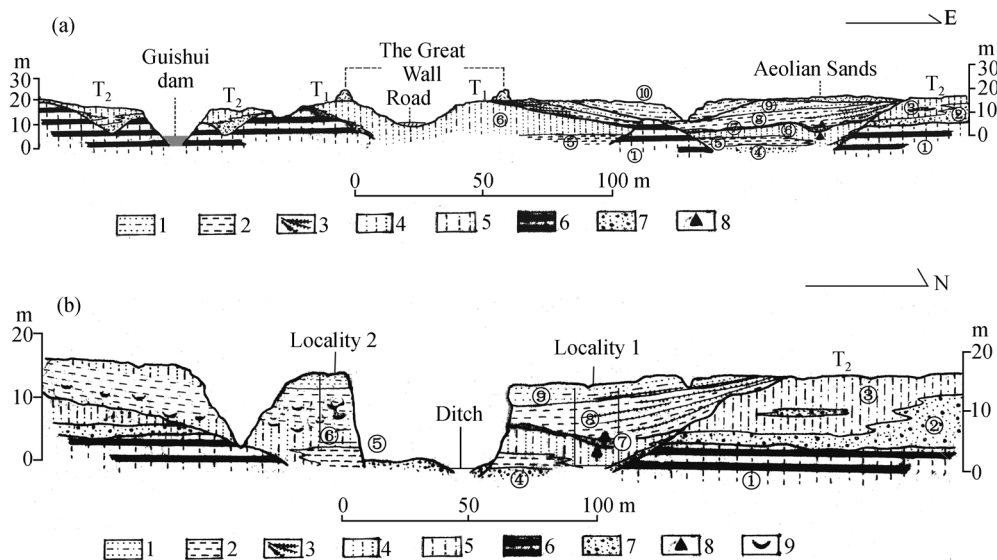 (a)
E
m
30
20
10
0
T₂
Guishui
dam
T₂
T₁
The Great
Wall
Road
T₁
⑥
⑤
①
⑩
Aeolian Sands
⑨
⑧
⑦
⑥
⑤
④
③
T₂
②
①
m
30
20
10
0
0 50 100 m
1 2 3 4 5 6 7 8
(b)
N
m
20
10
0
Locality 2
⑥
⑤
Ditch
Locality 1
⑨
⑧
⑦
④
T₂
③
②
①
m
20
10
0
0 50 100 m
1 2 3 4 5 6 7 8 9